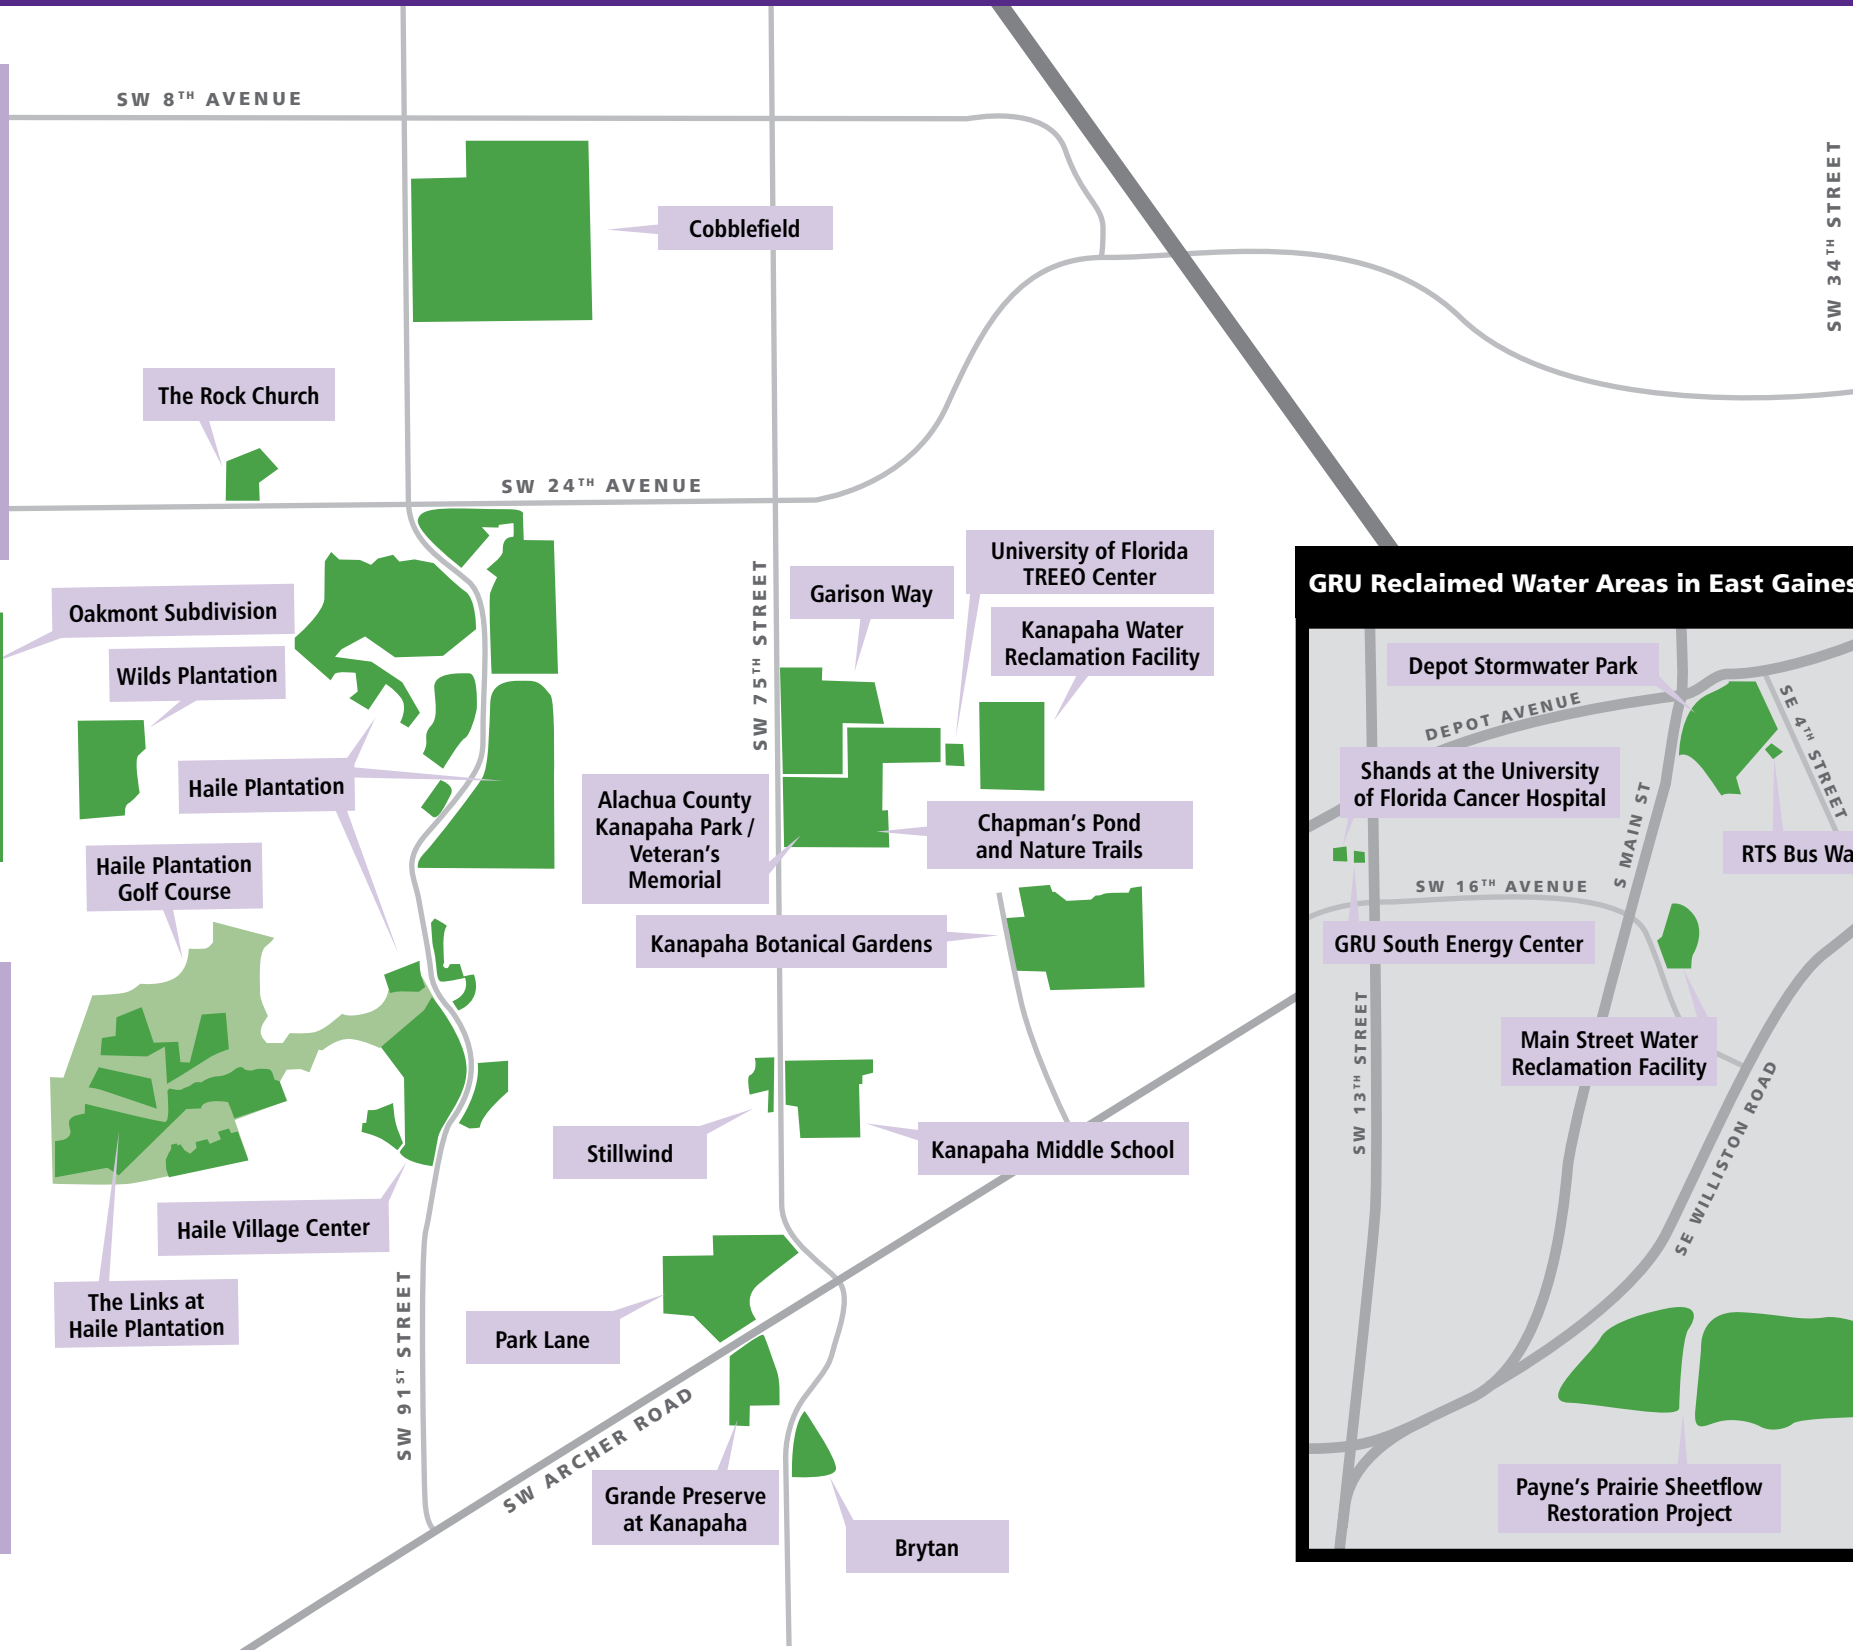 SW 8TH AVENUE
SW 34TH STREET
Cobblefield
The Rock Church
SW 24TH AVENUE
University of Florida
TREEO Center
Garison Way
Kanapaha Water
Reclamation Facility
SW 75TH STREET
Oakmont Subdivision
Wilds Plantation
Haile Plantation
Alachua County
Kanapaha Park /
Veteran's
Memorial
Chapman's Pond
and Nature Trails
Haile Plantation
Golf Course
Kanapaha Botanical Gardens
Stillwind
Kanapaha Middle School
Haile Village Center
The Links at
Haile Plantation
SW 91ST STREET
Park Lane
SW ARCHER ROAD
Grande Preserve
at Kanapaha
Brytan
GRU Reclaimed Water Areas in East
Depot Stormwater Park
DEPOT AVENUE
SE 4TH STREET
Shands at the University
of Florida Cancer Hospital
S MAIN ST
RTS Bus
SW 16TH AVENUE
GRU South Energy Center
SW 13TH STREET
Main Street Water
Reclamation Facility
SE WILLISTON ROAD
Payne's Prairie Sheetflow
Restoration Project